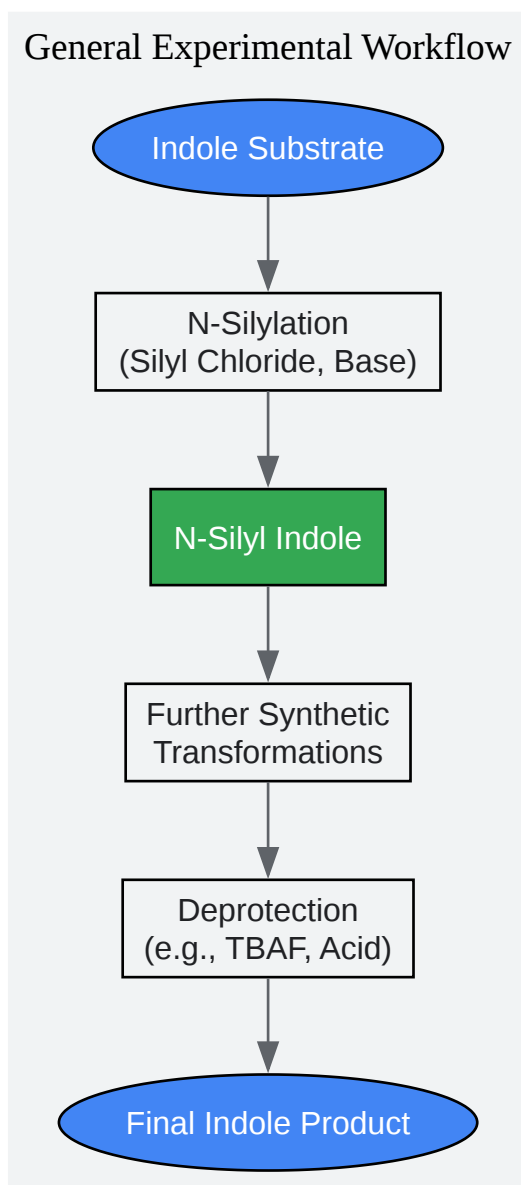 General Experimental Workflow
Indole Substrate
N-Silylation
(Silyl Chloride, Base)
N-Silyl Indole
Further Synthetic
Transformations
Deprotection
(e.g., TBAF, Acid)
Final Indole Product